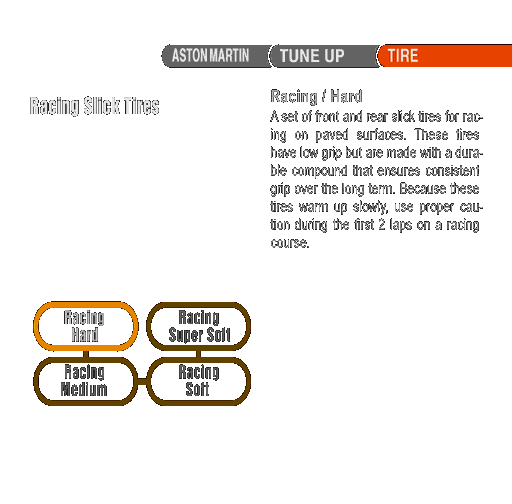 ASTON MARTIN TUNE UP TIRE
Racing Slick Tires
Racing / Hard
A set of front and rear slick tires for rac-
ing on paved surfaces. These tires
have low grip but are made with a dura-
ble compound that ensures consistent
grip over the long term. Because these
tires warm up slowly, use proper cau-
tion during the first 2 laps on a racing
course.
Racing
Hard
Racing
Super Soft
Racing
Medium
Racing
Soft